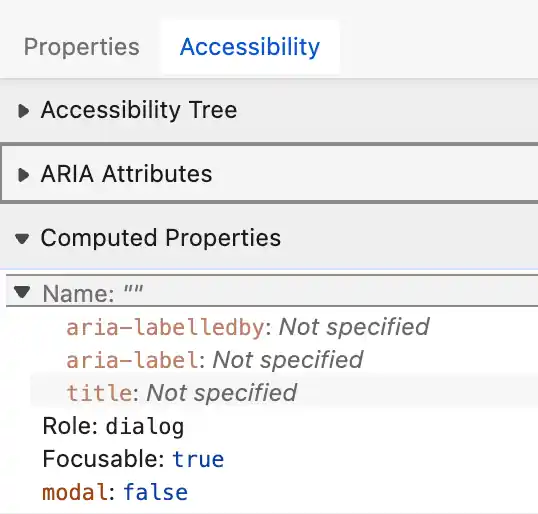 Properties Accessibility
Accessibility Tree
ARIA Attributes
Computed Properties
Name: ""
aria-labelledby: Not specified
aria-label: Not specified
title: Not specified
Role: dialog
Focusable: true
modal: false